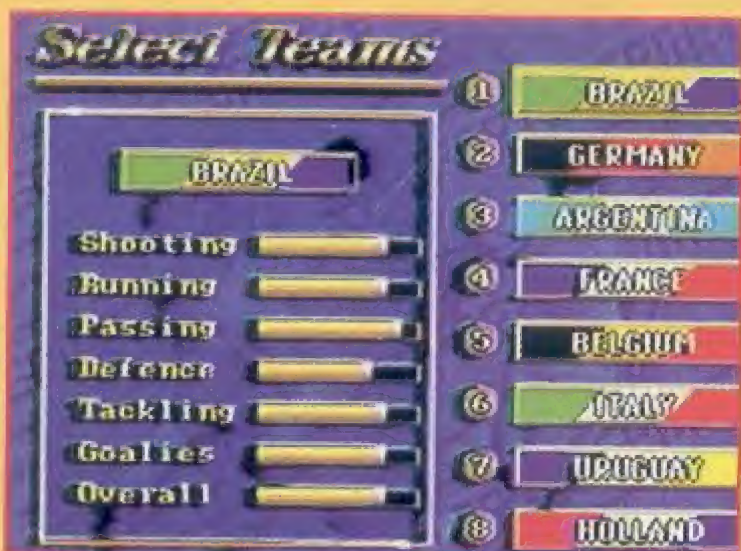 Select Teams
BRAZIL
Shooting
Running
Passing
Defence
Tackling
Goalies
Overall
1 BRAZIL
2 GERMANY
3 ARGENTINA
4 FRANCE
5 BELGIUM
6 ITALY
7 URUGUAY
8 HOLLAND